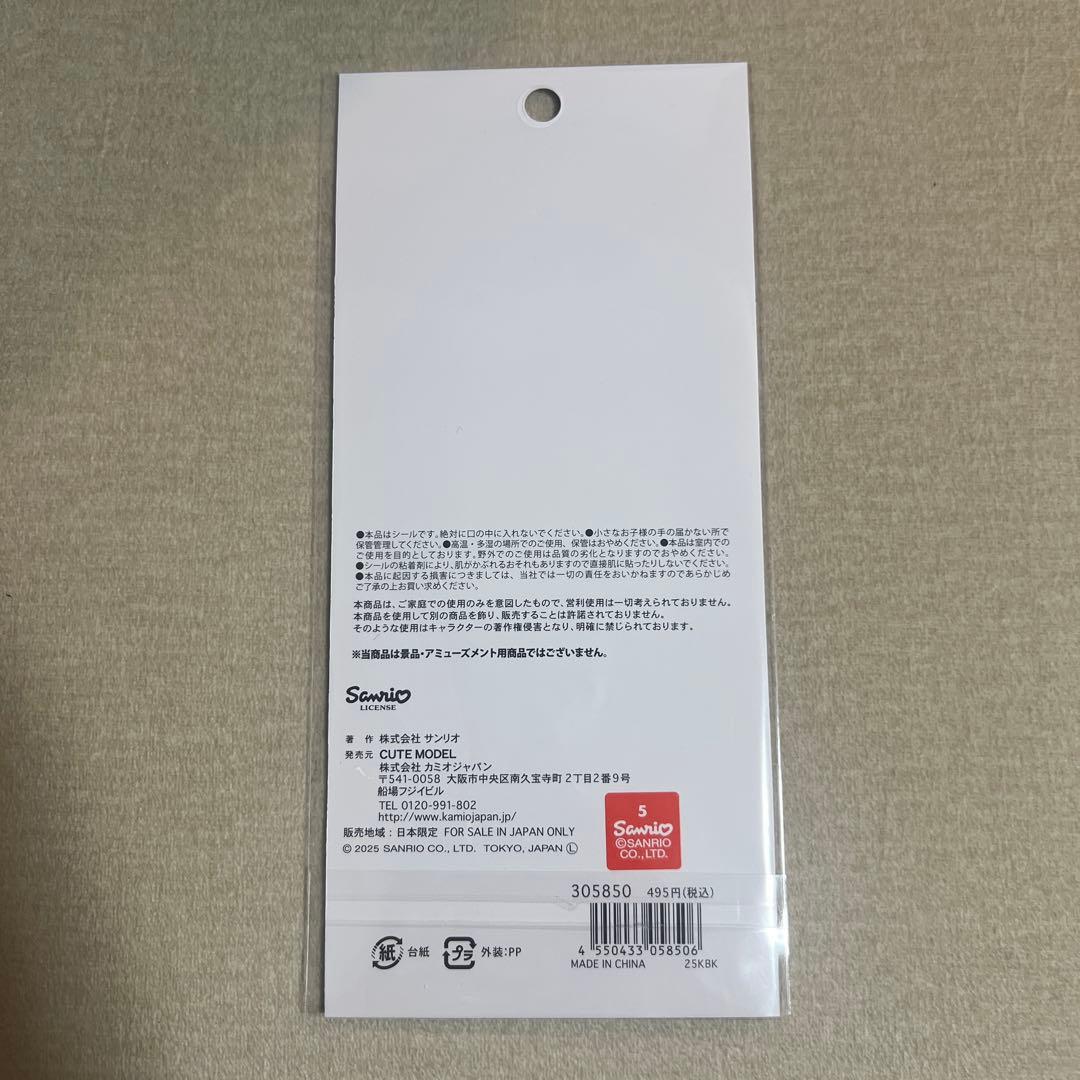 ●本品はシールです。絶対に口の中に入れないでください。●小さなお子様の手の届かない所で
保管管理してください。●高温・多湿の場所でのご使用、保管はおやめください。●本品は室内での
ご使用を目的としております。野外でのご使用は品質の劣化となりますのでおやめください。
●シールの粘着剤により、肌がかぶれるおそれもありますので直接肌に貼ったりしないでください。
●本品に起因する損害につきましては、当社では一切の責任をおいかねますのであらかじめ
ご了承の上お買い求めください。
本商品は、ご家庭での使用のみを意図したもので、営利使用は一切考えられておりません。
本商品を使用して別の商品を飾り、販売することは許諾されておりません。
そのような使用はキャラクターの著作権侵害となり、明確に禁じられております。
※当商品は景品・アミューズメント用商品ではございません。
Sanrio
LICENSE
著 作 株式会社 サンリオ
発売元 CUTE MODEL
株式会社 カミオジャパン
〒541-0058 大阪市中央区南久宝寺町2丁目2番9号
船場フジイビル
TEL 0120-991-802
http://www.kamiojapan.jp/
販売地域：日本限定 FOR SALE IN JAPAN ONLY
© 2025 SANRIO CO., LTD. TOKYO, JAPAN Ⓛ
5
Sanrio
©SANRIO
CO.,LTD.
305850 495円(税込)
4 550433 058506
MADE IN CHINA 25KBK
紙 台紙 プラ 外装:PP